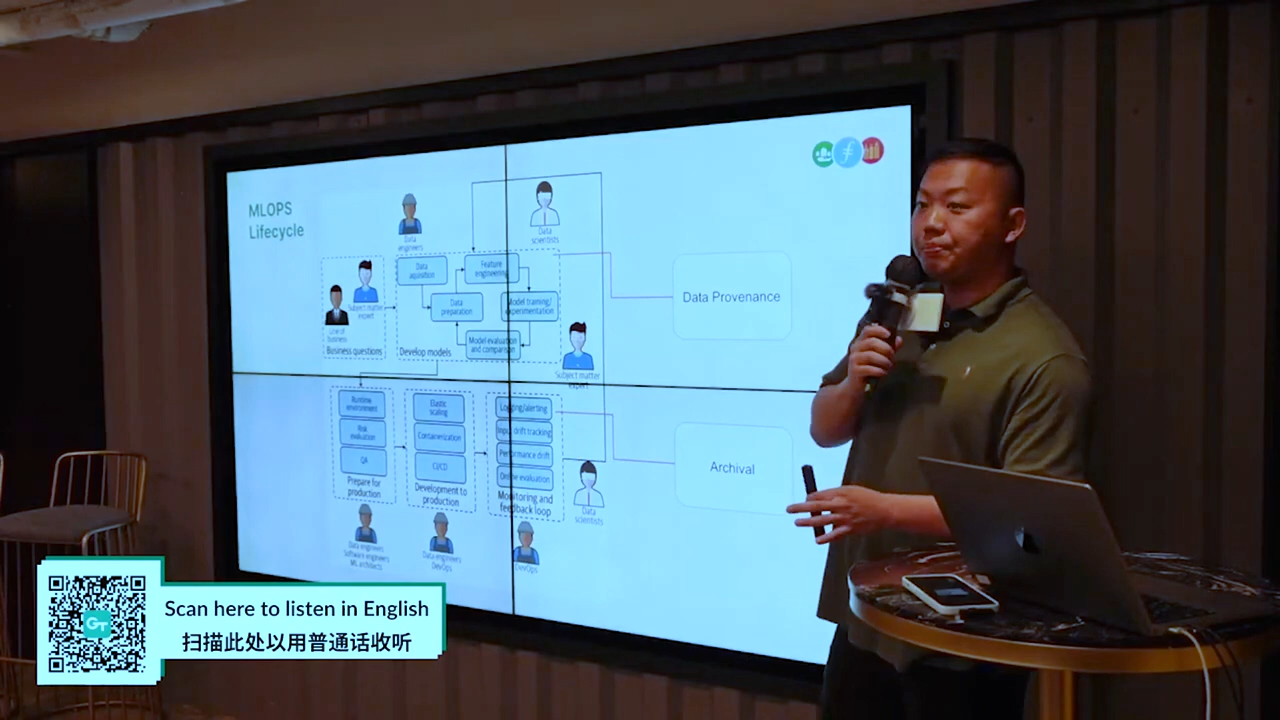 MLOPS
Lifecycle
Data
engineers
Data
scientists
Data
aquisition
Feature
engineering
Data
preparation
Model training/
experimentation
Model evaluation
and comparison
Line of
business
Subject matter
expert
Business questions
Develop models
Subject matter
expert
Data Provenance
Runtime
environment
Risk
evaluation
QA
Prepare for
production
Elastic
scaling
Containerization
CI/CD
Development to
production
Logging/alerting
Input drift tracking
Performance drift
Online evaluation
Monitoring and
feedback loop
Archival
Data
scientists
Data engineers
Software engineers
ML architects
Data engineers
DevOps
DevOps
GT
Scan here to listen in English
扫描此处以用普通话收听